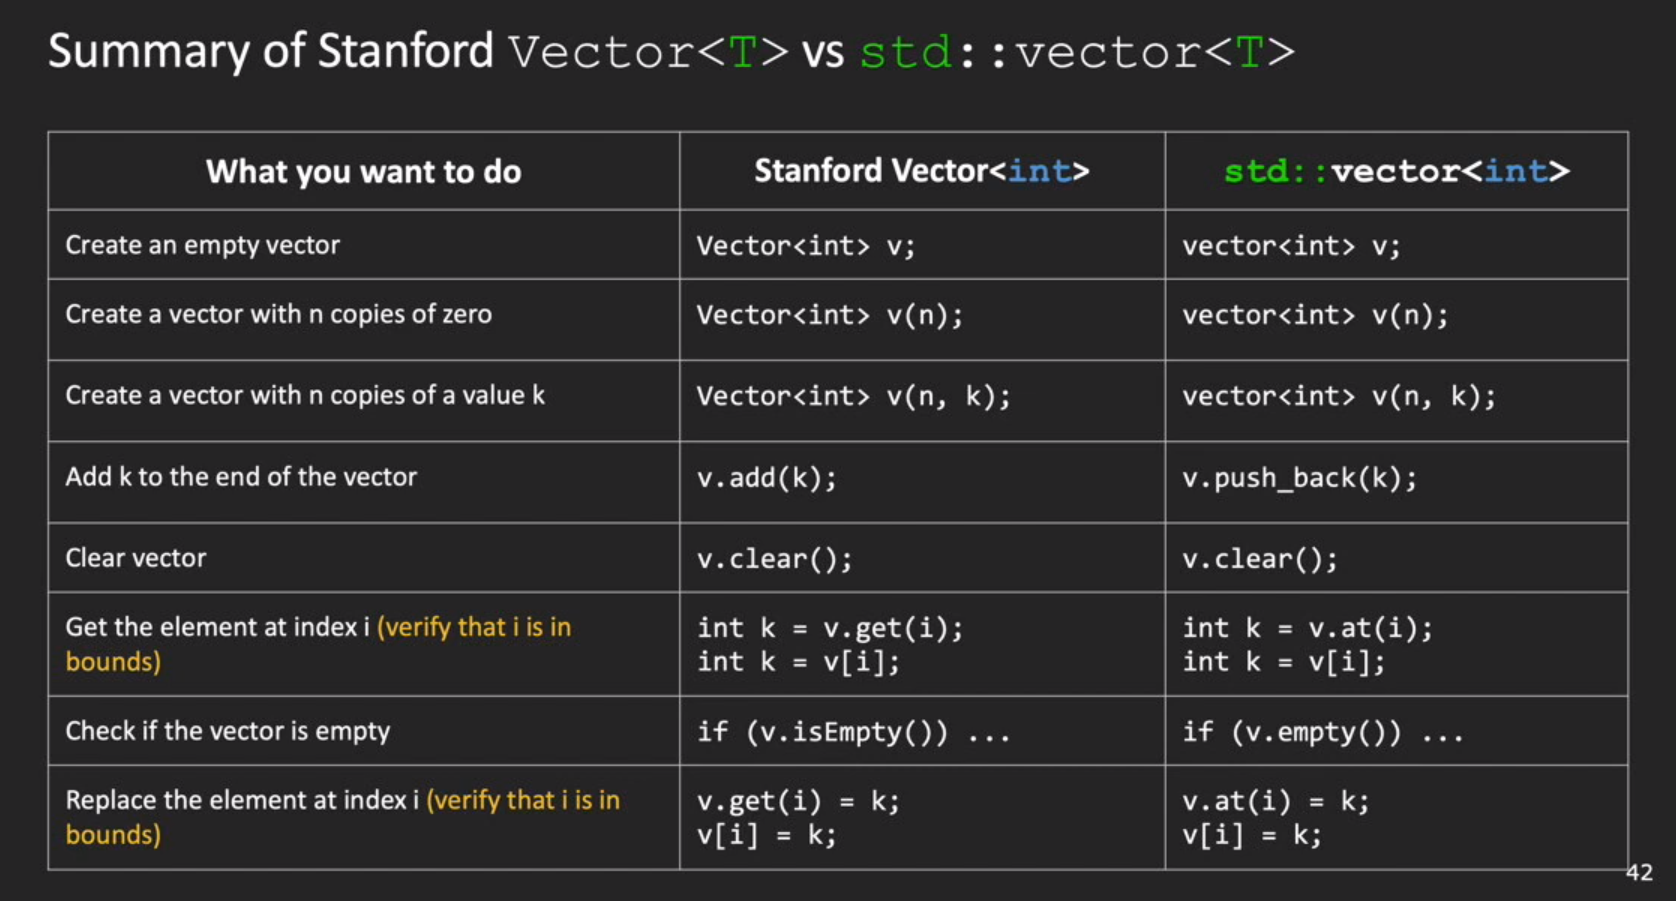 Summary of Stanford Vector<T> vs std::vector<T>
What you want to do
Stanford Vector<int>
std::vector<int>
Create an empty vector
Vector<int> v;
vector<int> v;
Create a vector with n copies of zero
Vector<int> v(n);
vector<int> v(n);
Create a vector with n copies of a value k
Vector<int> v(n, k);
vector<int> v(n, k);
Add k to the end of the vector
v.add(k);
v.push_back(k);
Clear vector
v.clear();
v.clear();
Get the element at index i (verify that i is in
bounds)
int k = v.get(i);
int k = v[i];
int k = v.at(i);
int k = v[i];
Check if the vector is empty
if (v.isEmpty()) ...
if (v.empty()) ...
Replace the element at index i (verify that i is in
bounds)
v.get(i) = k;
v[i] = k;
v.at(i) = k;
v[i] = k;
42